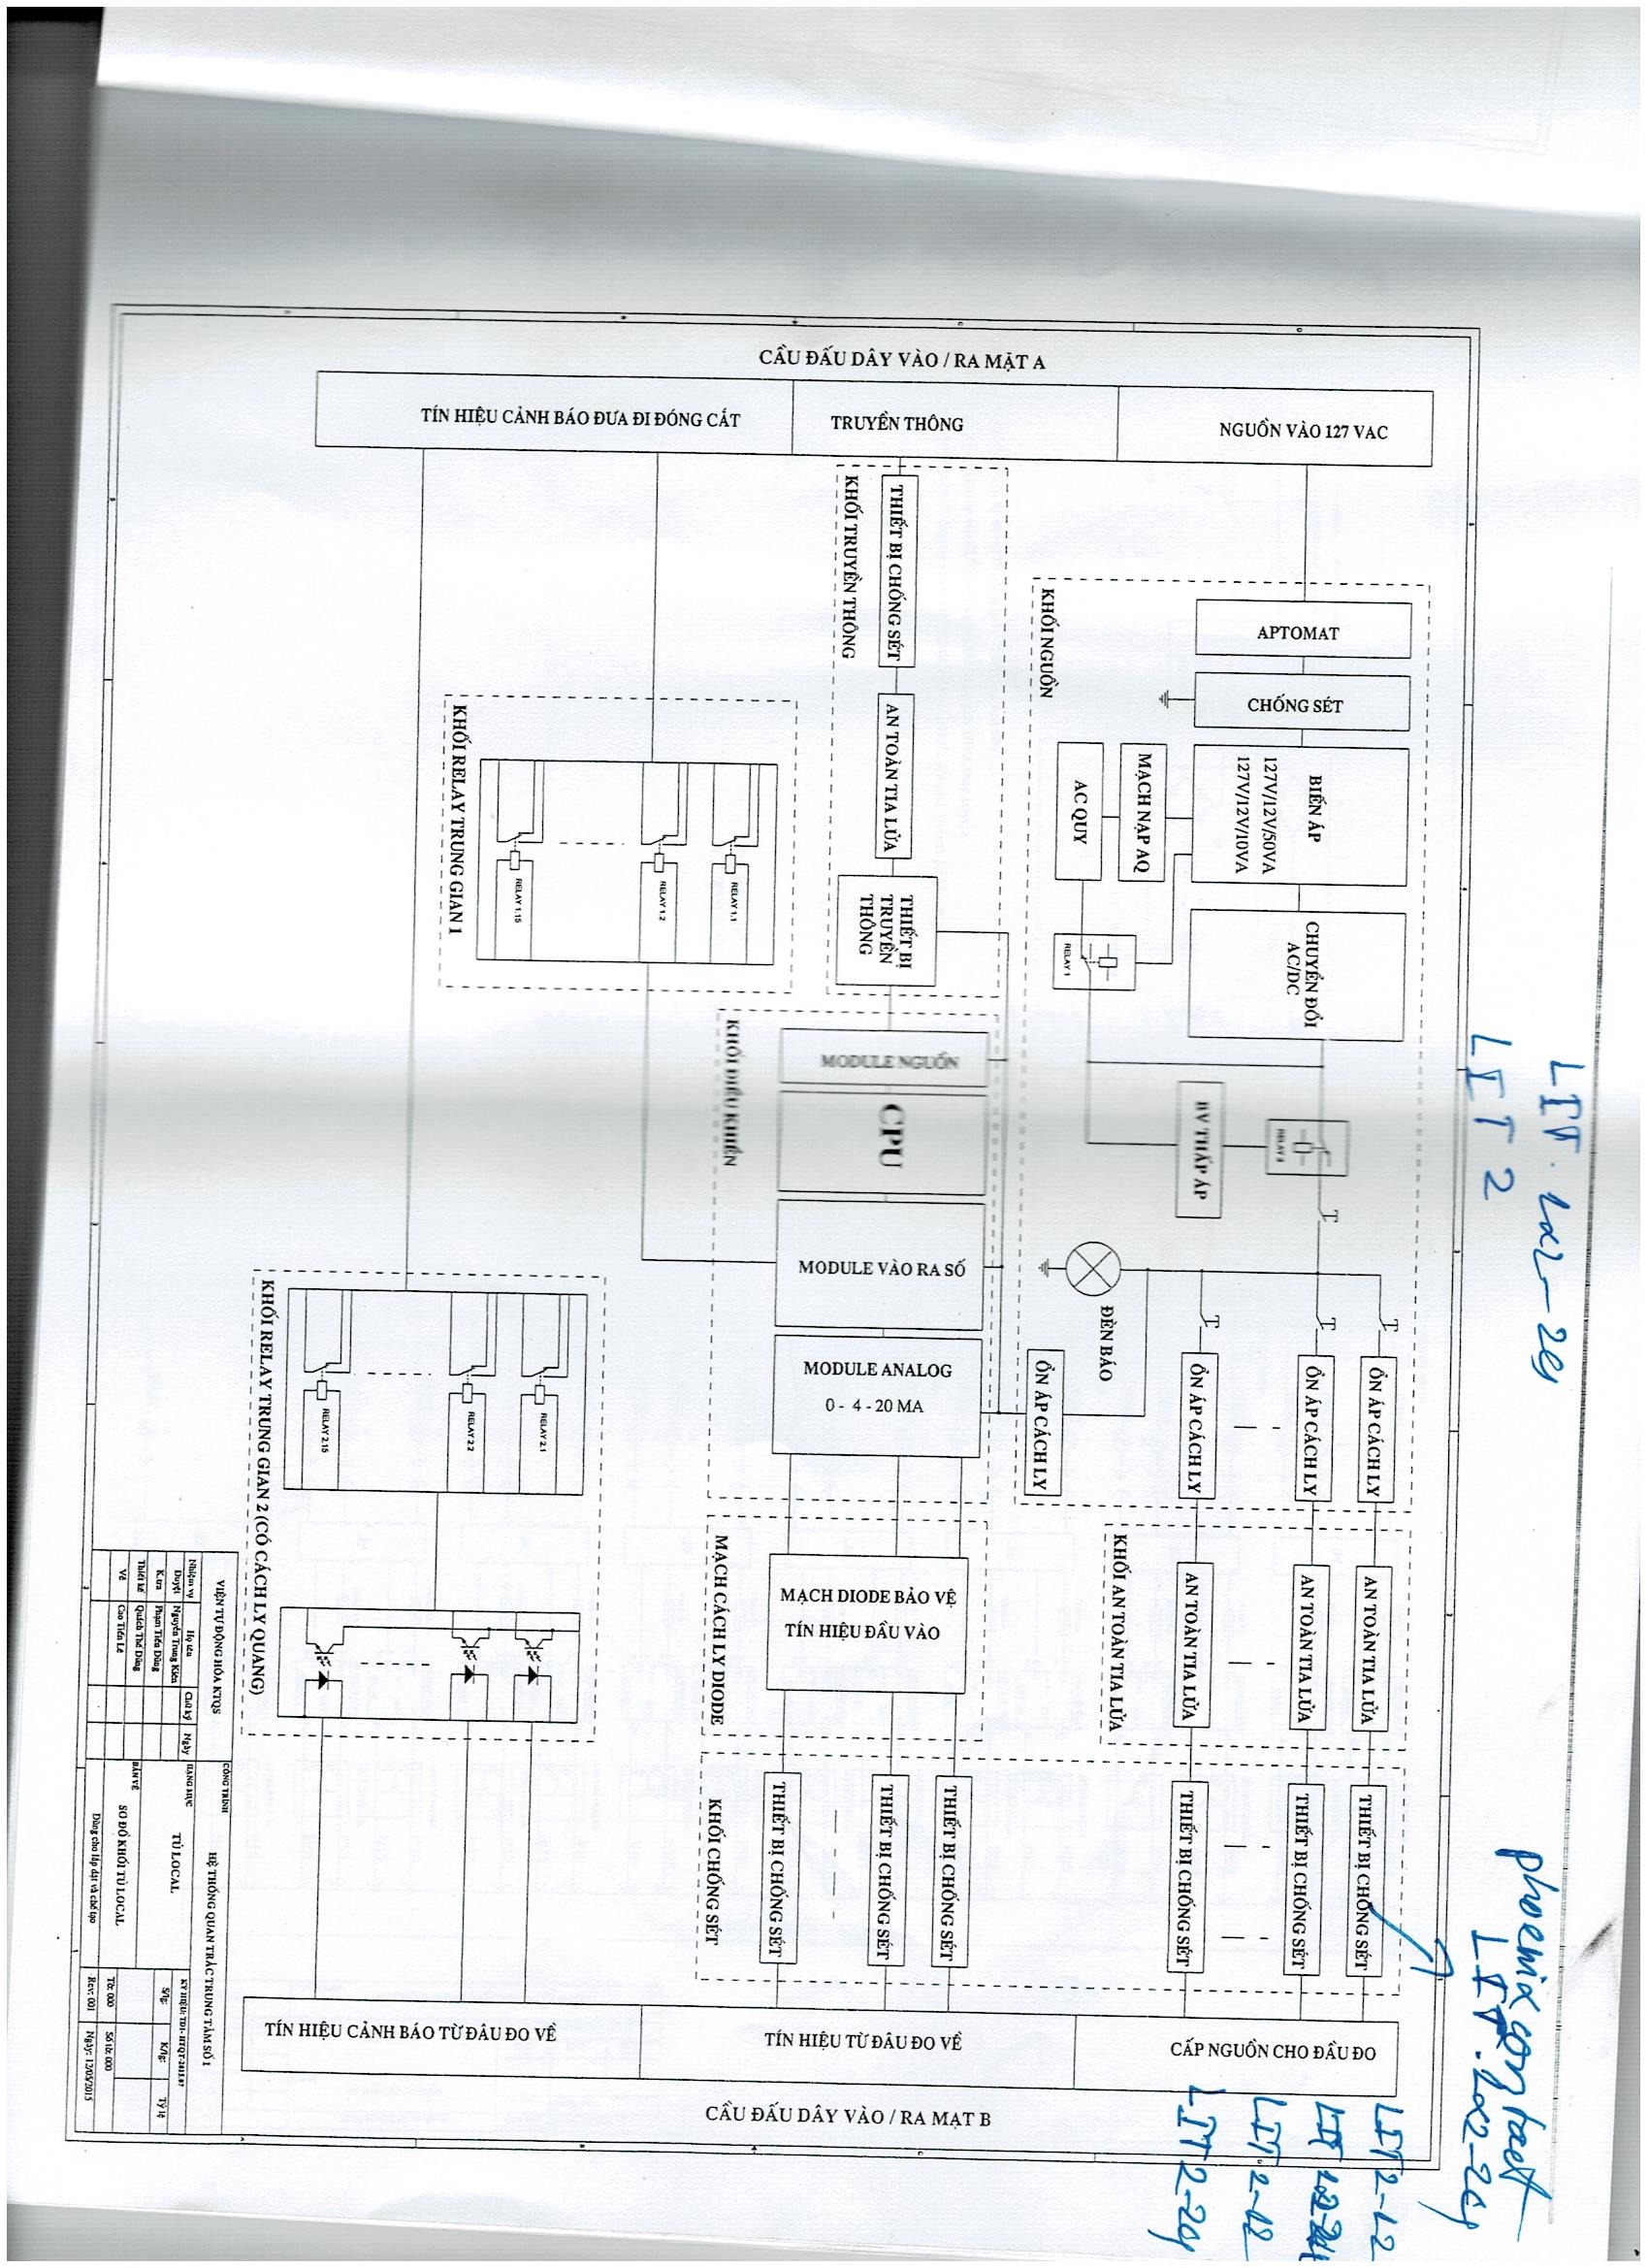 LIT. 1x2-24
LIT 2
phoenix contact
LIT. 1x2-24
LIT 2-12
LIT 2-12
LIT 2-24
CẦU ĐẤU DÂY VÀO / RA MẶT A
NGUỒN VÀO 127 VAC
TRUYỀN THÔNG
TÍN HIỆU CẢNH BÁO ĐƯA ĐI ĐÓNG CẮT
APTOMAT
CHỐNG SÉT
BIẾN ÁP
127V/12V/50VA
127V/12V/10VA
CHUYỂN ĐỔI
AC/DC
MẠCH NẠP AQ
AC QUY
RELAY 1
RELAY 2
BV THẤP ÁP
ỔN ÁP CÁCH LY
ỔN ÁP CÁCH LY
ỔN ÁP CÁCH LY
ĐÈN BÁO
ỔN ÁP CÁCH LY
KHỐI NGUỒN
AN TOÀN TIA LỬA
AN TOÀN TIA LỬA
AN TOÀN TIA LỬA
KHỐI AN TOÀN TIA LỬA
THIẾT BỊ CHỐNG SÉT
THIẾT BỊ CHỐNG SÉT
THIẾT BỊ CHỐNG SÉT
CẤP NGUỒN CHO ĐẦU ĐO
THIẾT BỊ CHỐNG SÉT
AN TOÀN TIA LỬA
THIẾT BỊ
TRUYỀN
THÔNG
KHỐI TRUYỀN THÔNG
MODULE NGUỒN
CPU
MODULE VÀO RA SỐ
MODULE ANALOG
0 - 4 - 20 MA
KHỐI ĐIỀU KHIỂN
MẠCH DIODE BẢO VỆ
TÍN HIỆU ĐẦU VÀO
MẠCH CÁCH LY DIODE
THIẾT BỊ CHỐNG SÉT
THIẾT BỊ CHỐNG SÉT
THIẾT BỊ CHỐNG SÉT
KHỐI CHỐNG SÉT
TÍN HIỆU TỪ ĐẦU ĐO VỀ
CẦU ĐẤU DÂY VÀO / RA MẶT B
RELAY 1.1
RELAY 1.2
RELAY 1.15
KHỐI RELAY TRUNG GIAN 1
RELAY 2.1
RELAY 2.2
RELAY 2.15
KHỐI RELAY TRUNG GIAN 2 (CÓ CÁCH LY QUANG)
TÍN HIỆU CẢNH BÁO TỪ ĐẦU ĐO VỀ
VIỆN TỰ ĐỘNG HÓA KTQS
Nhiệm vụ Họ tên Chữ ký Ngày
Duyệt Nguyễn Trung Kiên
K.tra Phạm Tiến Dũng
Thiết kế Quách Thế Dũng
Vẽ Cao Tiến Lê
CÔNG TRÌNH
HỆ THỐNG QUAN TRẮC TRUNG TÂM SỐ 1
HẠNG MỤC
TỦ LOCAL
BẢN VẼ
SƠ ĐỒ KHỐI TỦ LOCAL
Dùng cho lắp đặt và chế tạo
KÝ HIỆU: TDI- HTQT-2015.07
S/lg: K/lg: Tỷ lệ
Tờ: 000 Số tờ: 000
Rev: 001 Ngày: 12/05/2015